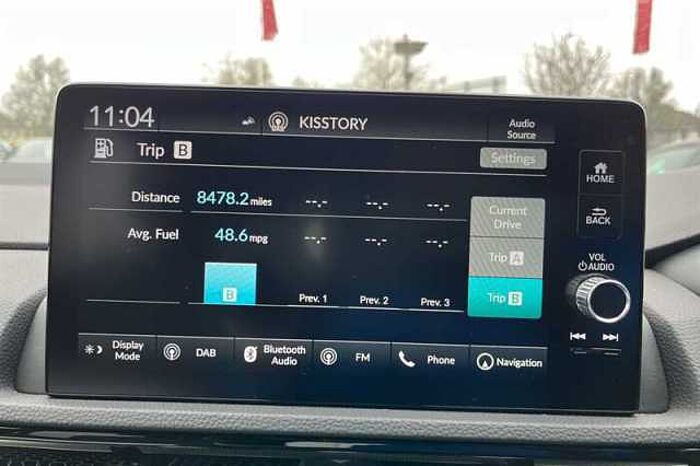 11:04 KISSTORY Audio Source
Trip B Settings
HOME
BACK
Distance 8478.2 miles --.- --.- --.-
Avg. Fuel 48.6 mpg --.- --.- --.-
Current Drive
Trip A
Trip B
VOL
AUDIO
B Prev. 1 Prev. 2 Prev. 3
Display Mode DAB Bluetooth Audio FM Phone Navigation